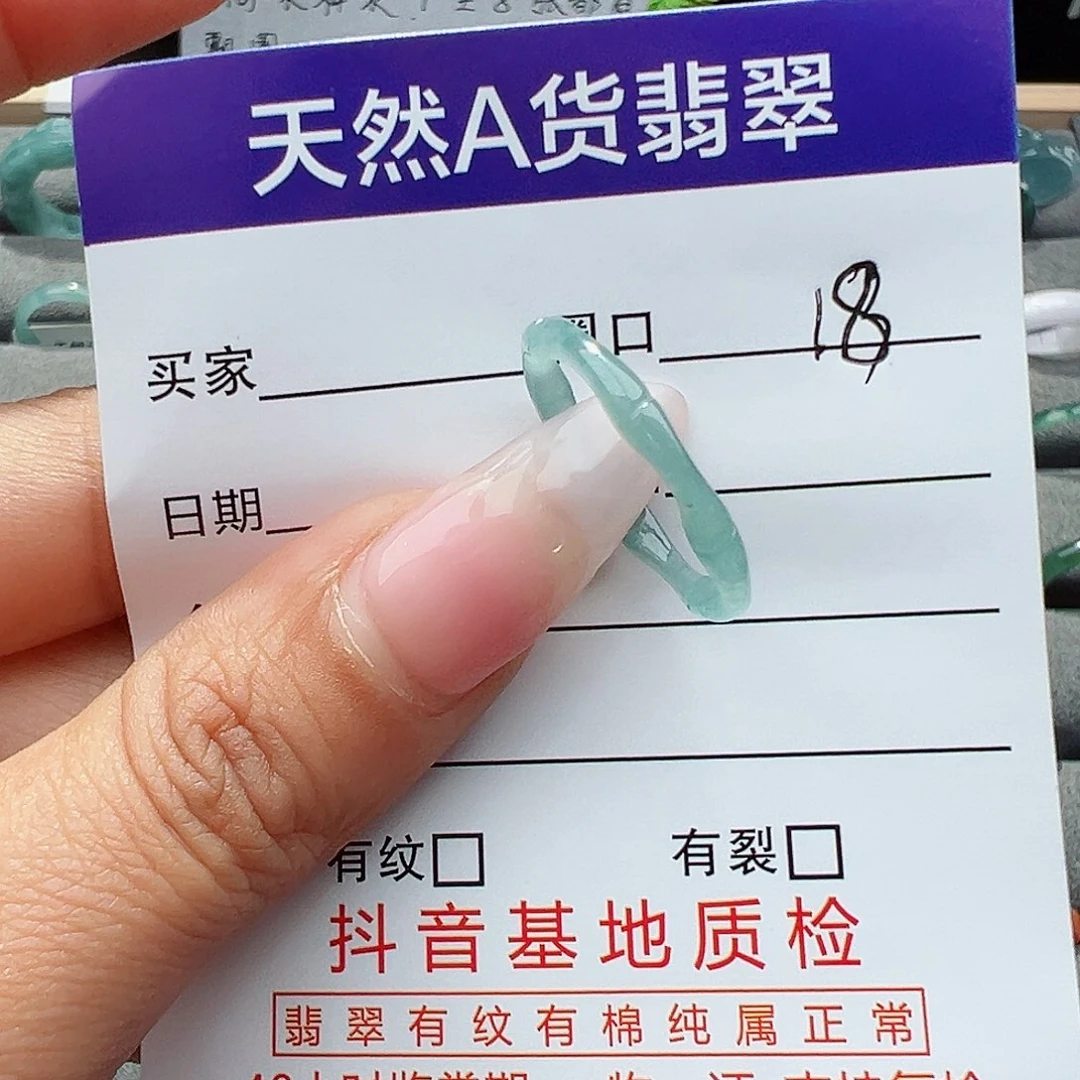 天然A货翡翠
买家 圈口 18
日期
有纹□ 有裂□
抖音基地质检
翡翠有纹有棉纯属正常